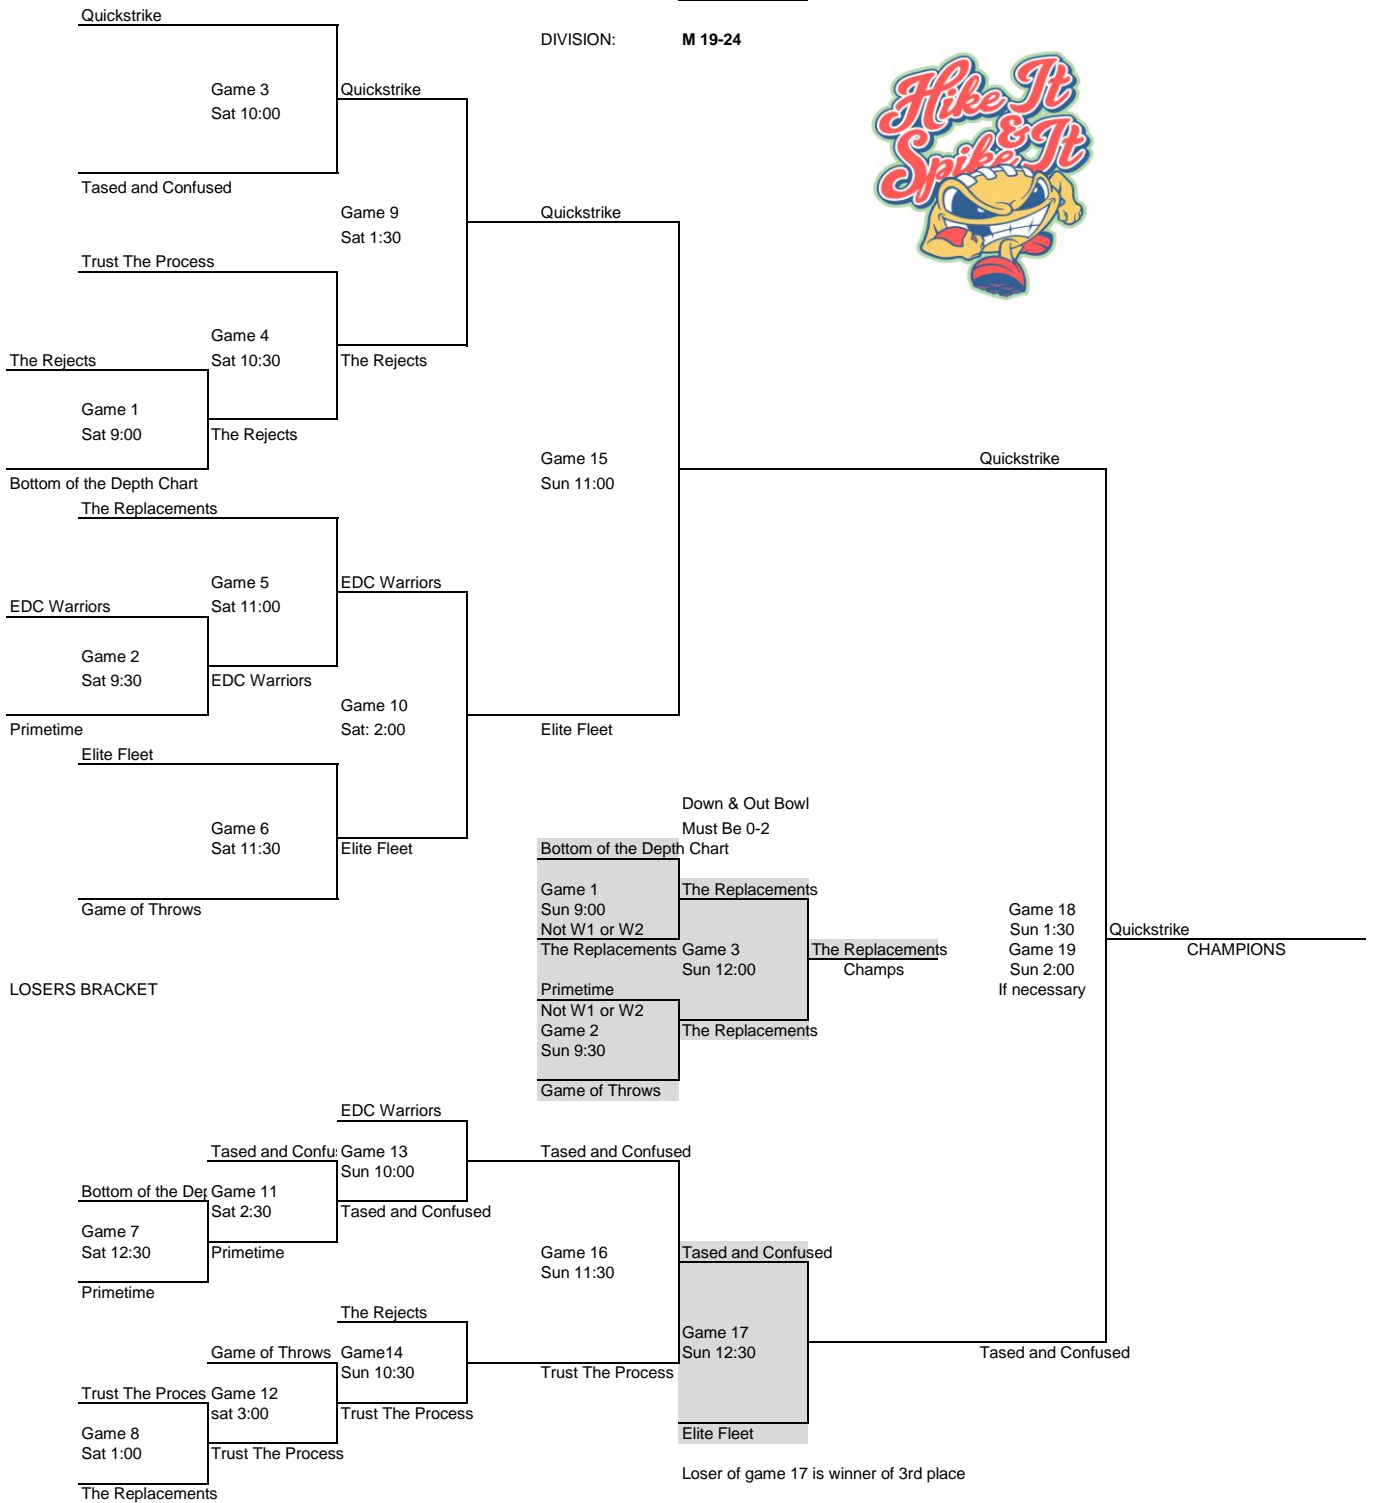 Quickstrike
DIVISION: M 19-24
Hike It
&
Spike It
Game 3
Sat 10:00
Quickstrike
Tased and Confused
Game 9
Sat 1:30
Quickstrike
Trust The Process
Game 4
Sat 10:30
The Rejects
The Rejects
Game 1
Sat 9:00
The Rejects
Bottom of the Depth Chart
Game 15
Sun 11:00
Quickstrike
The Replacements
Game 5
Sat 11:00
EDC Warriors
EDC Warriors
Game 2
Sat 9:30
EDC Warriors
Primetime
Game 10
Sat: 2:00
Elite Fleet
Elite Fleet
Game 6
Sat 11:30
Elite Fleet
Game of Throws
Down & Out Bowl
Must Be 0-2
Bottom of the Depth Chart
Game 1
Sun 9:00
Not W1 or W2
The Replacements
The Replacements
Game 3
Sun 12:00
The Replacements
Champs
Primetime
Not W1 or W2
Game 2
Sun 9:30
The Replacements
Game of Throws
Game 18
Sun 1:30
Game 19
Sun 2:00
If necessary
Quickstrike
CHAMPIONS
LOSERS BRACKET
EDC Warriors
Tased and Confu
Game 13
Sun 10:00
Tased and Confused
Bottom of the Dep
Game 11
Sat 2:30
Tased and Confused
Game 7
Sat 12:30
Primetime
Primetime
Game 16
Sun 11:30
Tased and Confused
The Rejects
Game of Throws
Game14
Sun 10:30
Trust The Process
Trust The Proces
Game 12
sat 3:00
Trust The Process
Game 8
Sat 1:00
Trust The Process
The Replacements
Game 17
Sun 12:30
Tased and Confused
Elite Fleet
Loser of game 17 is winner of 3rd place